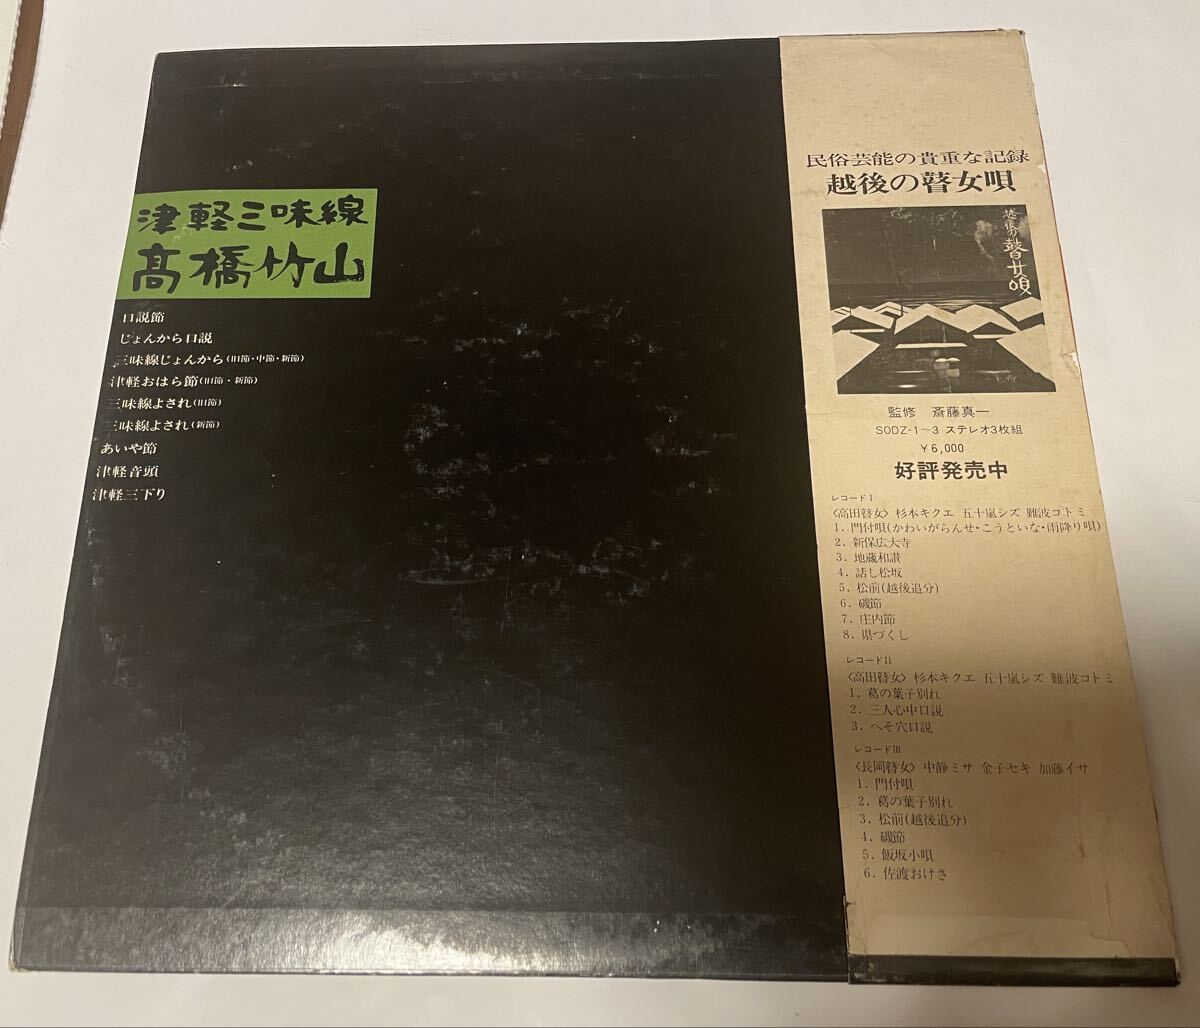 津軽三味線
髙橋竹山
口説節
じょんから口説
三味線じょんから(旧節・中節・新節)
津軽おはら節(旧節・新節)
三味線よされ(旧節)
三味線よされ(新節)
あいや節
津軽音頭
津軽三下り
民俗芸能の貴重な記録
越後の瞽女唄
越後の瞽女唄
監修 斎藤真一
SODZ-1~3 ステレオ3枚組
¥6,000
好評発売中
レコードI
〈高田瞽女〉杉本キクエ 五十嵐シズ 難波コトミ
1. 門付唄(かわいがらんせ・こうといな・雨降り唄)
2. 新保広大寺
3. 地蔵和讃
4. 話し松坂
5. 松前(越後追分)
6. 磯節
7. 庄内節
8. 県づくし
レコードII
〈高田瞽女〉杉本キクエ 五十嵐シズ 難波コトミ
1. 葛の葉子別れ
2. 三人心中口説
3. へそ穴口説
レコードIII
〈長岡瞽女〉中静ミサ 金子セキ 加藤イサ
1. 門付唄
2. 葛の葉子別れ
3. 松前(越後追分)
4. 磯節
5. 飯坂小唄
6. 佐渡おけさ